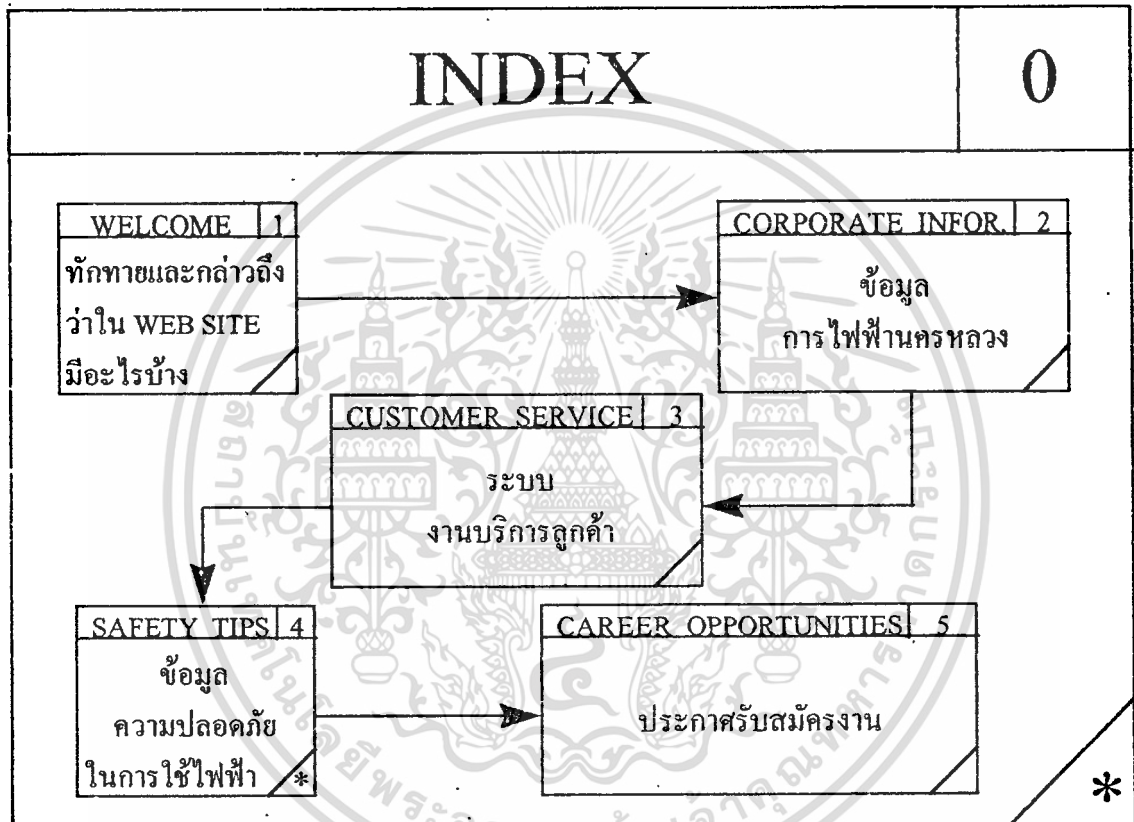 INDEX 0
WELCOME 1
ทักทายและกล่าวถึง
ว่าใน WEB SITE
มีอะไรบ้าง
CORPORATE INFOR. 2
ข้อมูล
การไฟฟ้านครหลวง
CUSTOMER SERVICE 3
ระบบ
งานบริการลูกค้า
SAFETY TIPS 4
ข้อมูล
ความปลอดภัย
ในการใช้ไฟฟ้า *
CAREER OPPORTUNITIES 5
ประกาศรับสมัครงาน
*